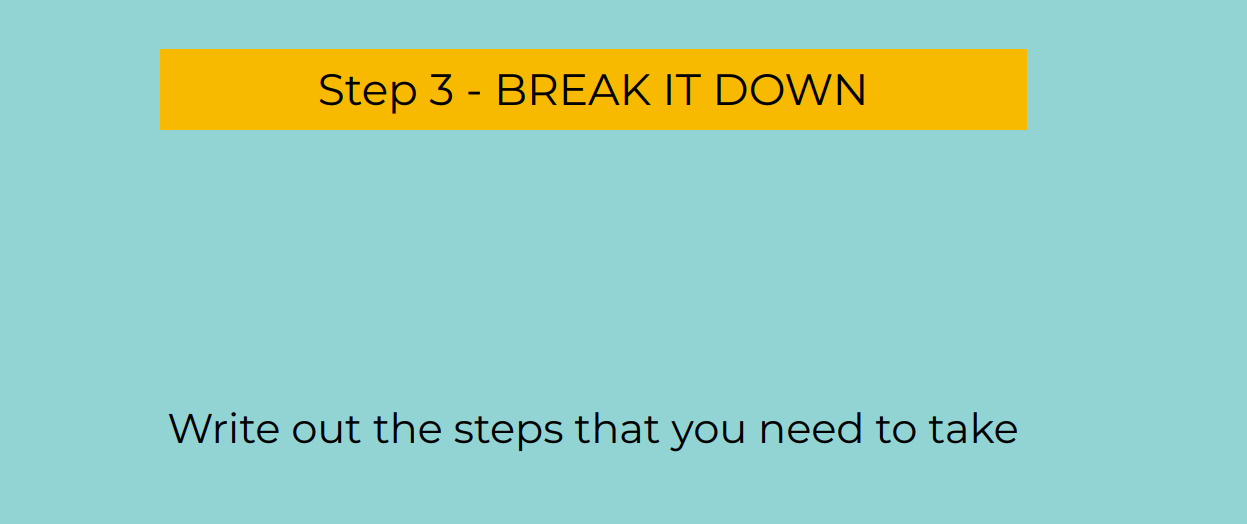 Step 3 - BREAK IT DOWN
Write out the steps that you need to take